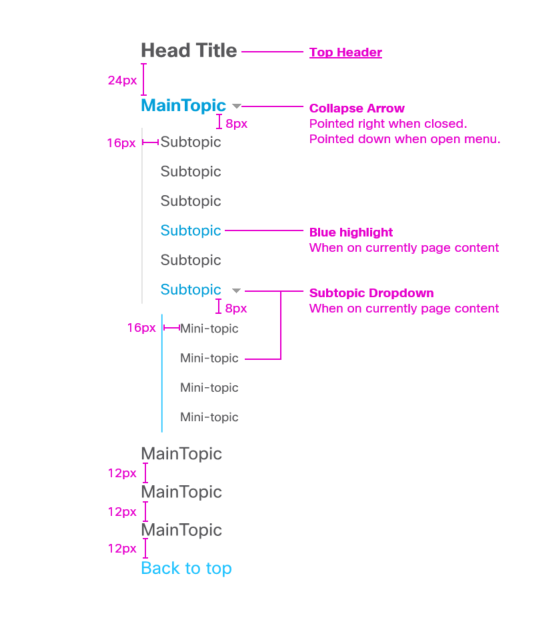 Head Title
Top Header
24px
MainTopic
Collapse Arrow
8px
Pointed right when closed.
16px
Subtopic
Pointed down when open menu.
Subtopic
Subtopic
Subtopic
Blue highlight
When on currently page content
Subtopic
Subtopic
Subtopic Dropdown
8px
When on currently page content
16px
Mini-topic
Mini-topic
Mini-topic
Mini-topic
MainTopic
12px
MainTopic
12px
MainTopic
12px
Back to top